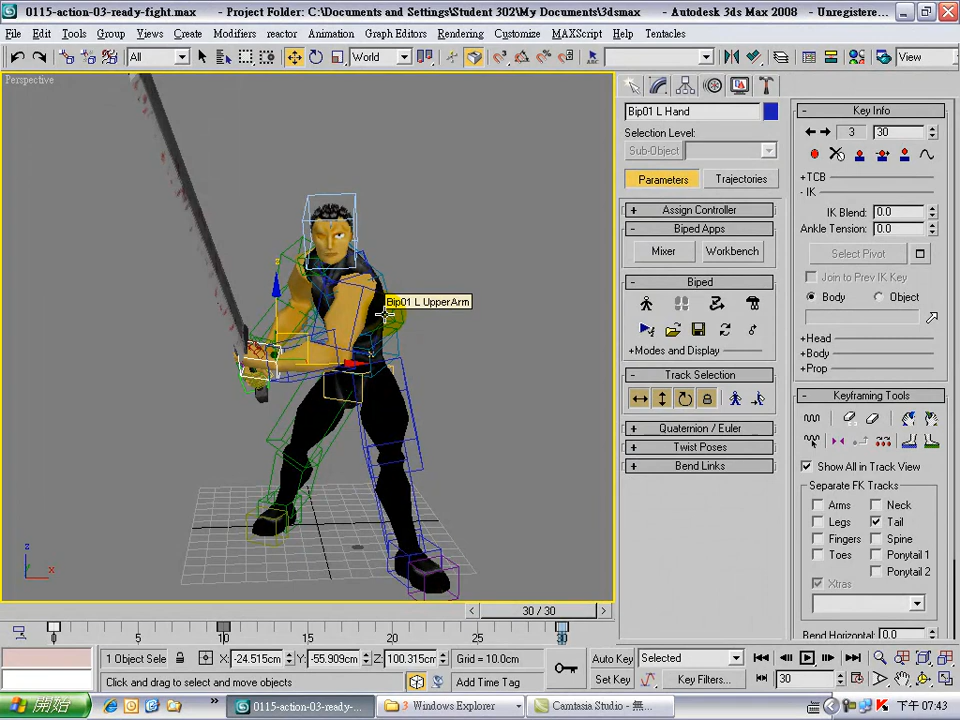 0115-action-03-ready-fight.max - Project Folder: C:\Documents and Settings\Student 302\My Documents\3dsmax - Autodesk 3ds Max 2008 - Unregistere...
File Edit Tools Group Views Create Modifiers reactor Animation Graph Editors Rendering Customize MAXScript Help Tentacles
All World View
Perspective
Bip01 L UpperArm
Bip01 L Hand
Selection Level:
Sub-Object
Parameters Trajectories
+ Assign Controller
- Biped Apps
Mixer Workbench
- Biped
+Modes and Display
- Track Selection
+ Quaternion / Euler
+ Twist Poses
+ Bend Links
- Key Info
3 30
+TCB
- IK
IK Blend: 0.0
Ankle Tension: 0.0
Select Pivot
Join to Prev IK Key
Body Object
+Head
+Body
+Prop
- Keyframing Tools
Show All in Track View
Separate FK Tracks
Arms Neck
Legs Tail
Fingers Spine
Toes Ponytail 1
Ponytail 2
Xtras
Bend Horizontal: 0.0
< 30 / 30 >
0 5 10 15 20 25 30
1 Object Sele X: -24.515cm Y: -55.909cm Z: 100.315cm Grid = 10.0cm Auto Key Selected
Click and drag to select and move objects Add Time Tag Set Key Key Filters... 30
開始 » 0115-action-03-ready-... 3 Windows Explorer Camtasia Studio - 無... 下午 07:43